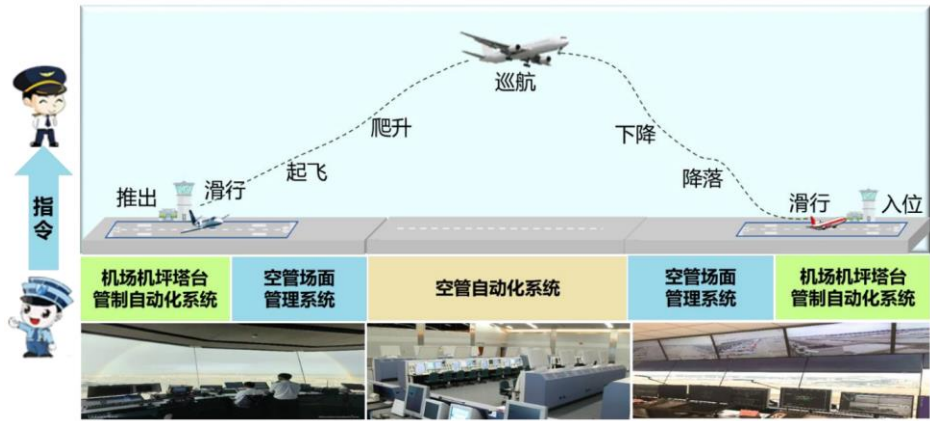 巡航
爬升
下降
起飞
降落
推出
滑行
滑行
入位
指令
机场机坪塔台
管制自动化系统
空管场面
管理系统
空管自动化系统
空管场面
管理系统
机场机坪塔台
管制自动化系统